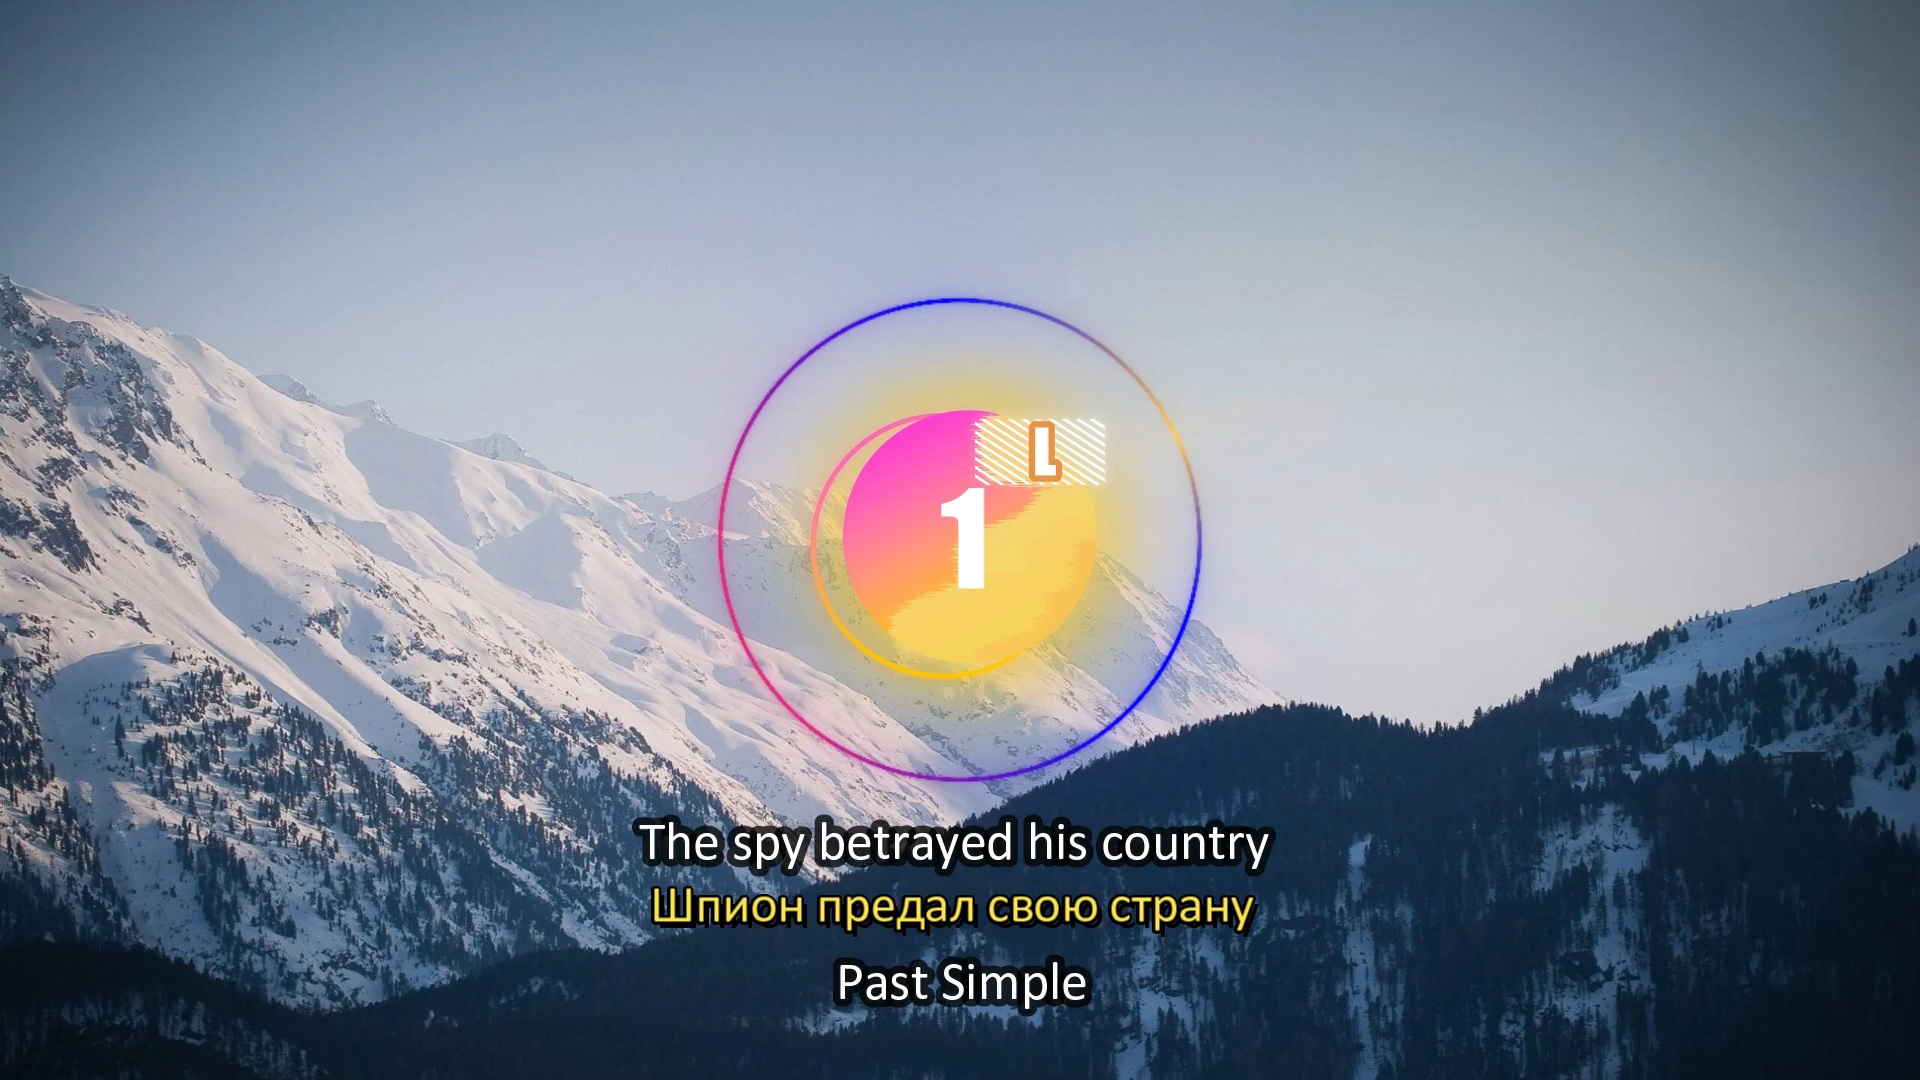 L
1
The spy betrayed his country
Шпион предал свою страну
Past Simple